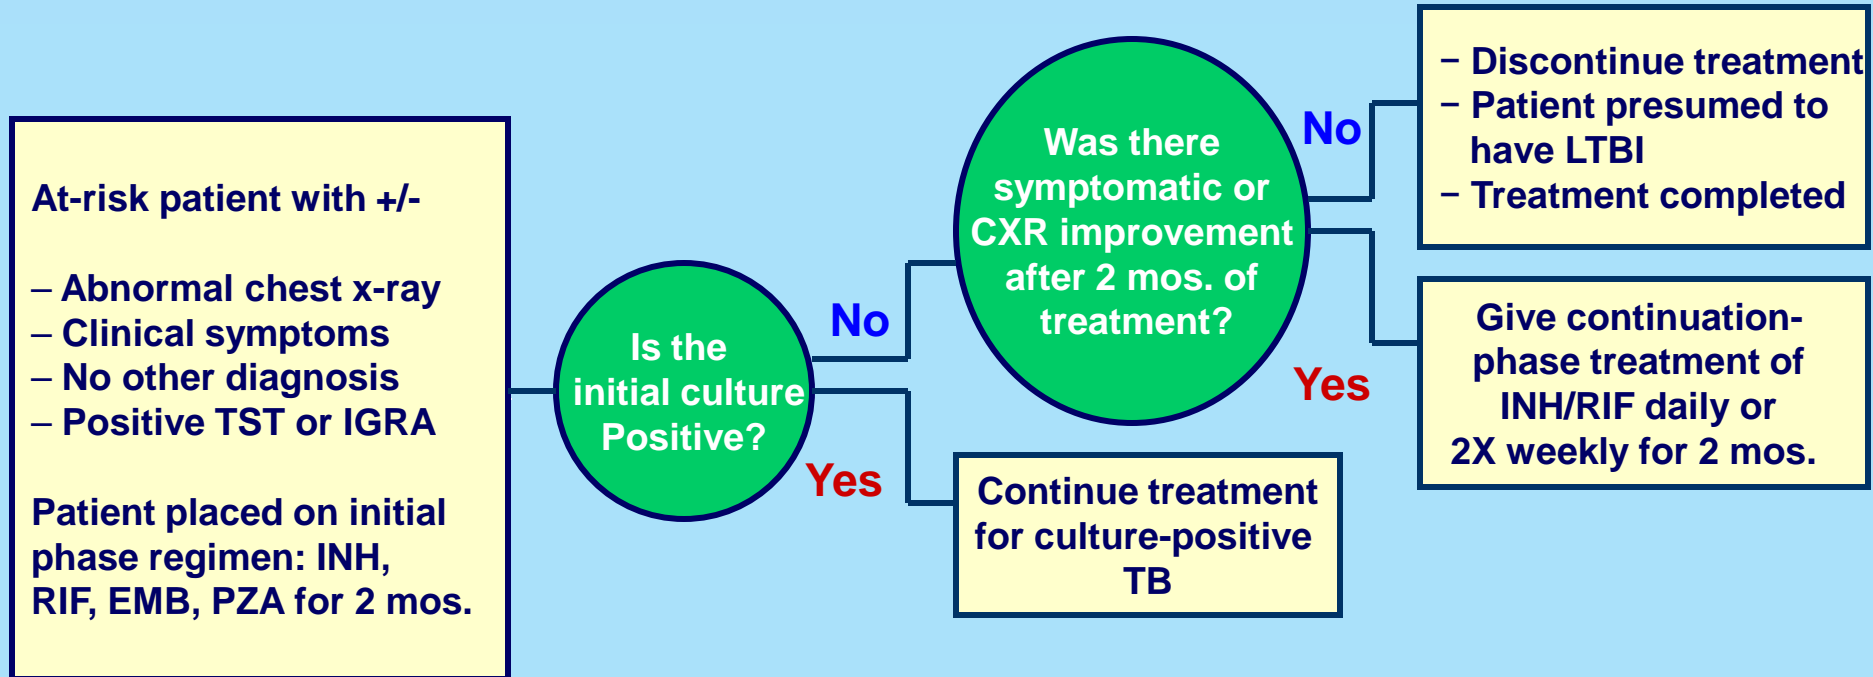 At-risk patient with +/-
– Abnormal chest x-ray
– Clinical symptoms
– No other diagnosis
– Positive TST or IGRA
Patient placed on initial
phase regimen: INH,
RIF, EMB, PZA for 2 mos.
Is the
initial culture
Positive?
No
Yes
Was there
symptomatic or
CXR improvement
after 2 mos. of
treatment?
No
Yes
Continue treatment
for culture-positive
TB
− Discontinue treatment
− Patient presumed to
have LTBI
− Treatment completed
Give continuation-
phase treatment of
INH/RIF daily or
2X weekly for 2 mos.